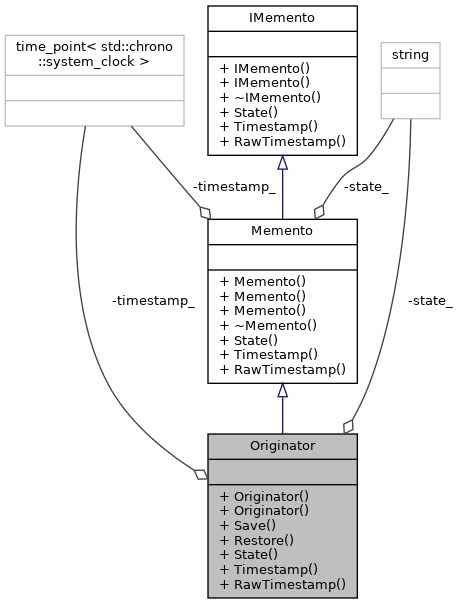 IMemento
+ IMemento()
+ IMemento()
+ ~IMemento()
+ State()
+ Timestamp()
+ RawTimestamp()
time_point< std::chrono
::system_clock >
string
-timestamp_
-state_
Memento
+ Memento()
+ Memento()
+ Memento()
+ ~Memento()
+ State()
+ Timestamp()
+ RawTimestamp()
-timestamp_
-state_
Originator
+ Originator()
+ Originator()
+ Save()
+ Restore()
+ State()
+ Timestamp()
+ RawTimestamp()